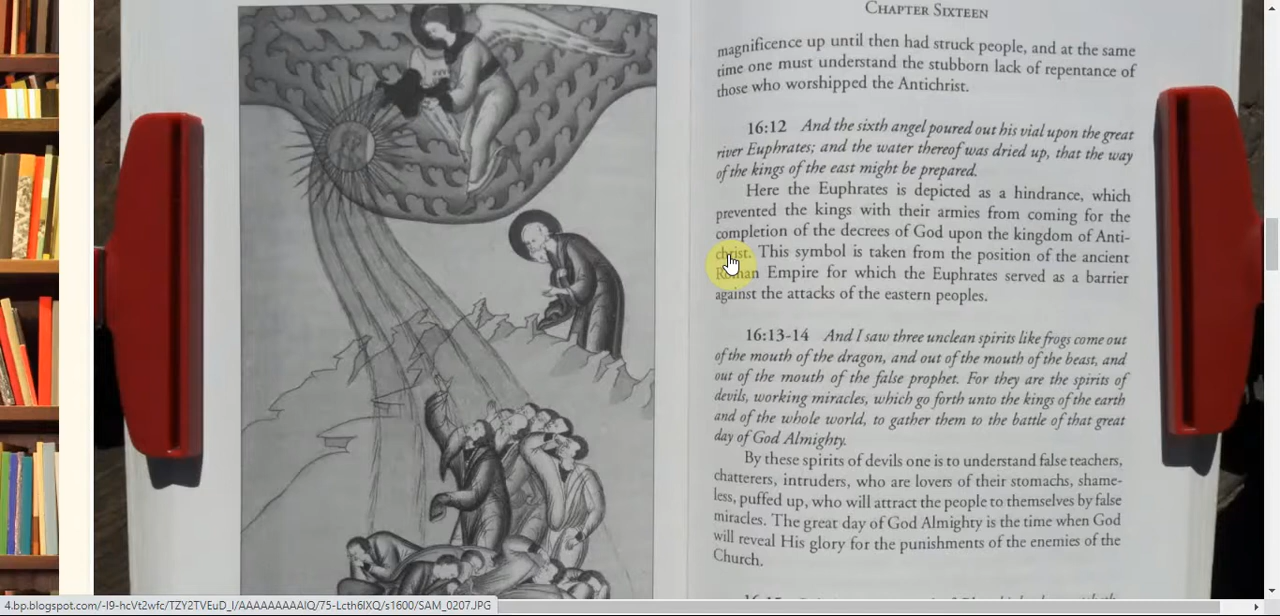 CHAPTER SIXTEEN
magnificence up until then had struck people, and at the same
time one must understand the stubborn lack of repentance of
those who worshipped the Antichrist.
16:12 And the sixth angel poured out his vial upon the great
river Euphrates; and the water thereof was dried up, that the way
of the kings of the east might be prepared.
Here the Euphrates is depicted as a hindrance, which
prevented the kings with their armies from coming for the
completion of the decrees of God upon the kingdom of Anti-
christ. This symbol is taken from the position of the ancient
Roman Empire for which the Euphrates served as a barrier
against the attacks of the eastern peoples.
16:13-14 And I saw three unclean spirits like frogs come out
of the mouth of the dragon, and out of the mouth of the beast, and
out of the mouth of the false prophet. For they are the spirits of
devils, working miracles, which go forth unto the kings of the earth
and of the whole world, to gather them to the battle of that great
day of God Almighty.
By these spirits of devils one is to understand false teachers,
chatterers, intruders, who are lovers of their stomachs, shame-
less, puffed up, who will attract the people to themselves by false
miracles. The great day of God Almighty is the time when God
will reveal His glory for the punishments of the enemies of the
Church.
4.bp.blogspot.com/-I9-hcVt2wfc/TZY2TVEuD_I/AAAAAAAAAIQ/75-Lcth6lXQ/s1600/SAM_0207.JPG